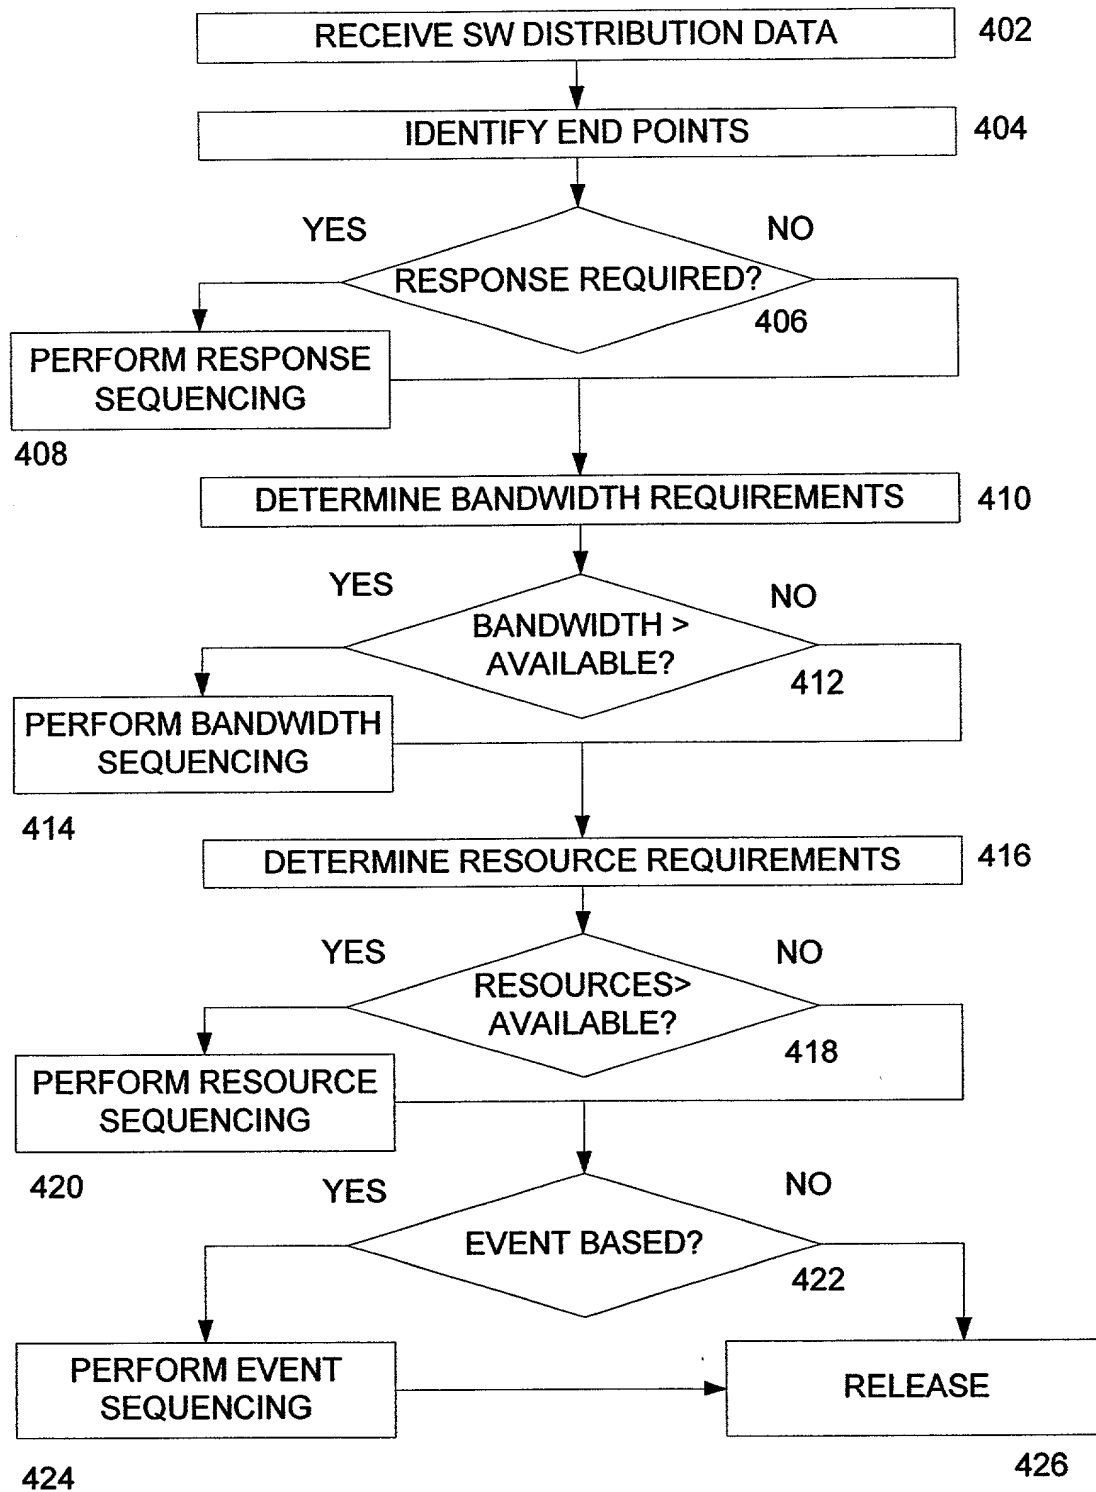 RECEIVE SW DISTRIBUTION DATA
402
IDENTIFY END POINTS
404
YES
NO
RESPONSE REQUIRED?
406
PERFORM RESPONSE
SEQUENCING
408
DETERMINE BANDWIDTH REQUIREMENTS
410
YES
NO
BANDWIDTH >
AVAILABLE?
412
PERFORM BANDWIDTH
SEQUENCING
414
DETERMINE RESOURCE REQUIREMENTS
416
YES
NO
RESOURCES>
AVAILABLE?
418
PERFORM RESOURCE
SEQUENCING
420
YES
NO
EVENT BASED?
422
PERFORM EVENT
SEQUENCING
424
RELEASE
426